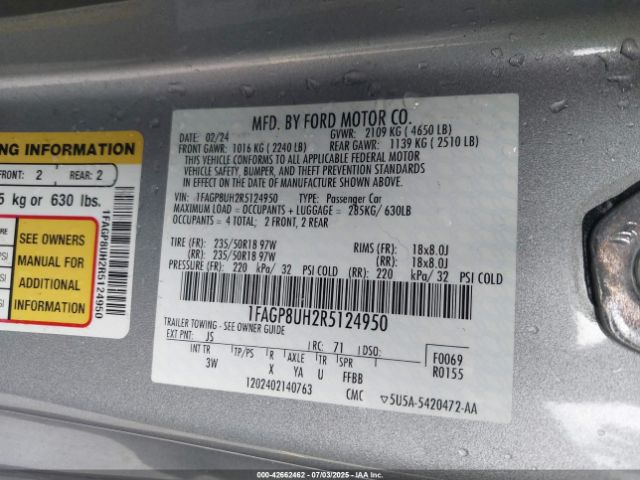 ING INFORMATION
FRONT: 2 REAR: 2
5 kg or 630 lbs.
SEE OWNERS
MANUAL FOR
ADDITIONAL
INFORMATION
1FAGP8UH2R5124950
MFD. BY FORD MOTOR CO.
DATE: 02/24 GVWR: 2109 KG ( 4650 LB)
FRONT GAWR: 1016 KG ( 2240 LB) REAR GAWR: 1139 KG ( 2510 LB)
THIS VEHICLE CONFORMS TO ALL APPLICABLE FEDERAL MOTOR
VEHICLE SAFETY, BUMPER, AND THEFT PREVENTION STANDARDS
IN EFFECT ON THE DATE OF MANUFACTURE SHOWN ABOVE.
VIN: 1FAGP8UH2R5124950 TYPE: Passenger Car
MAXIMUM LOAD = OCCUPANTS + LUGGAGE = 285KG/ 630LB
OCCUPANTS = 4 TOTAL; 2 FRONT, 2 REAR
TIRE (FR): 235/50R18 97W RIMS (FR): 18x8.0J
(RR): 235/50R18 97W (RR): 18x8.0J
PRESSURE (FR): 220 kPa/ 32 PSI COLD (RR): 220 kPa/ 32 PSI COLD
1FAGP8UH2R5124950
TRAILER TOWING - SEE OWNER GUIDE
EXT PNT: JS RC: 71 DSO:
INT TR TP/PS R AXLE TR SPR F0069
3W X YA U FFBB R0155
1202402140763 CMC ▽5U5A-5420472-AA
000-42662462 - 07/03/2025 - IAAI.COM